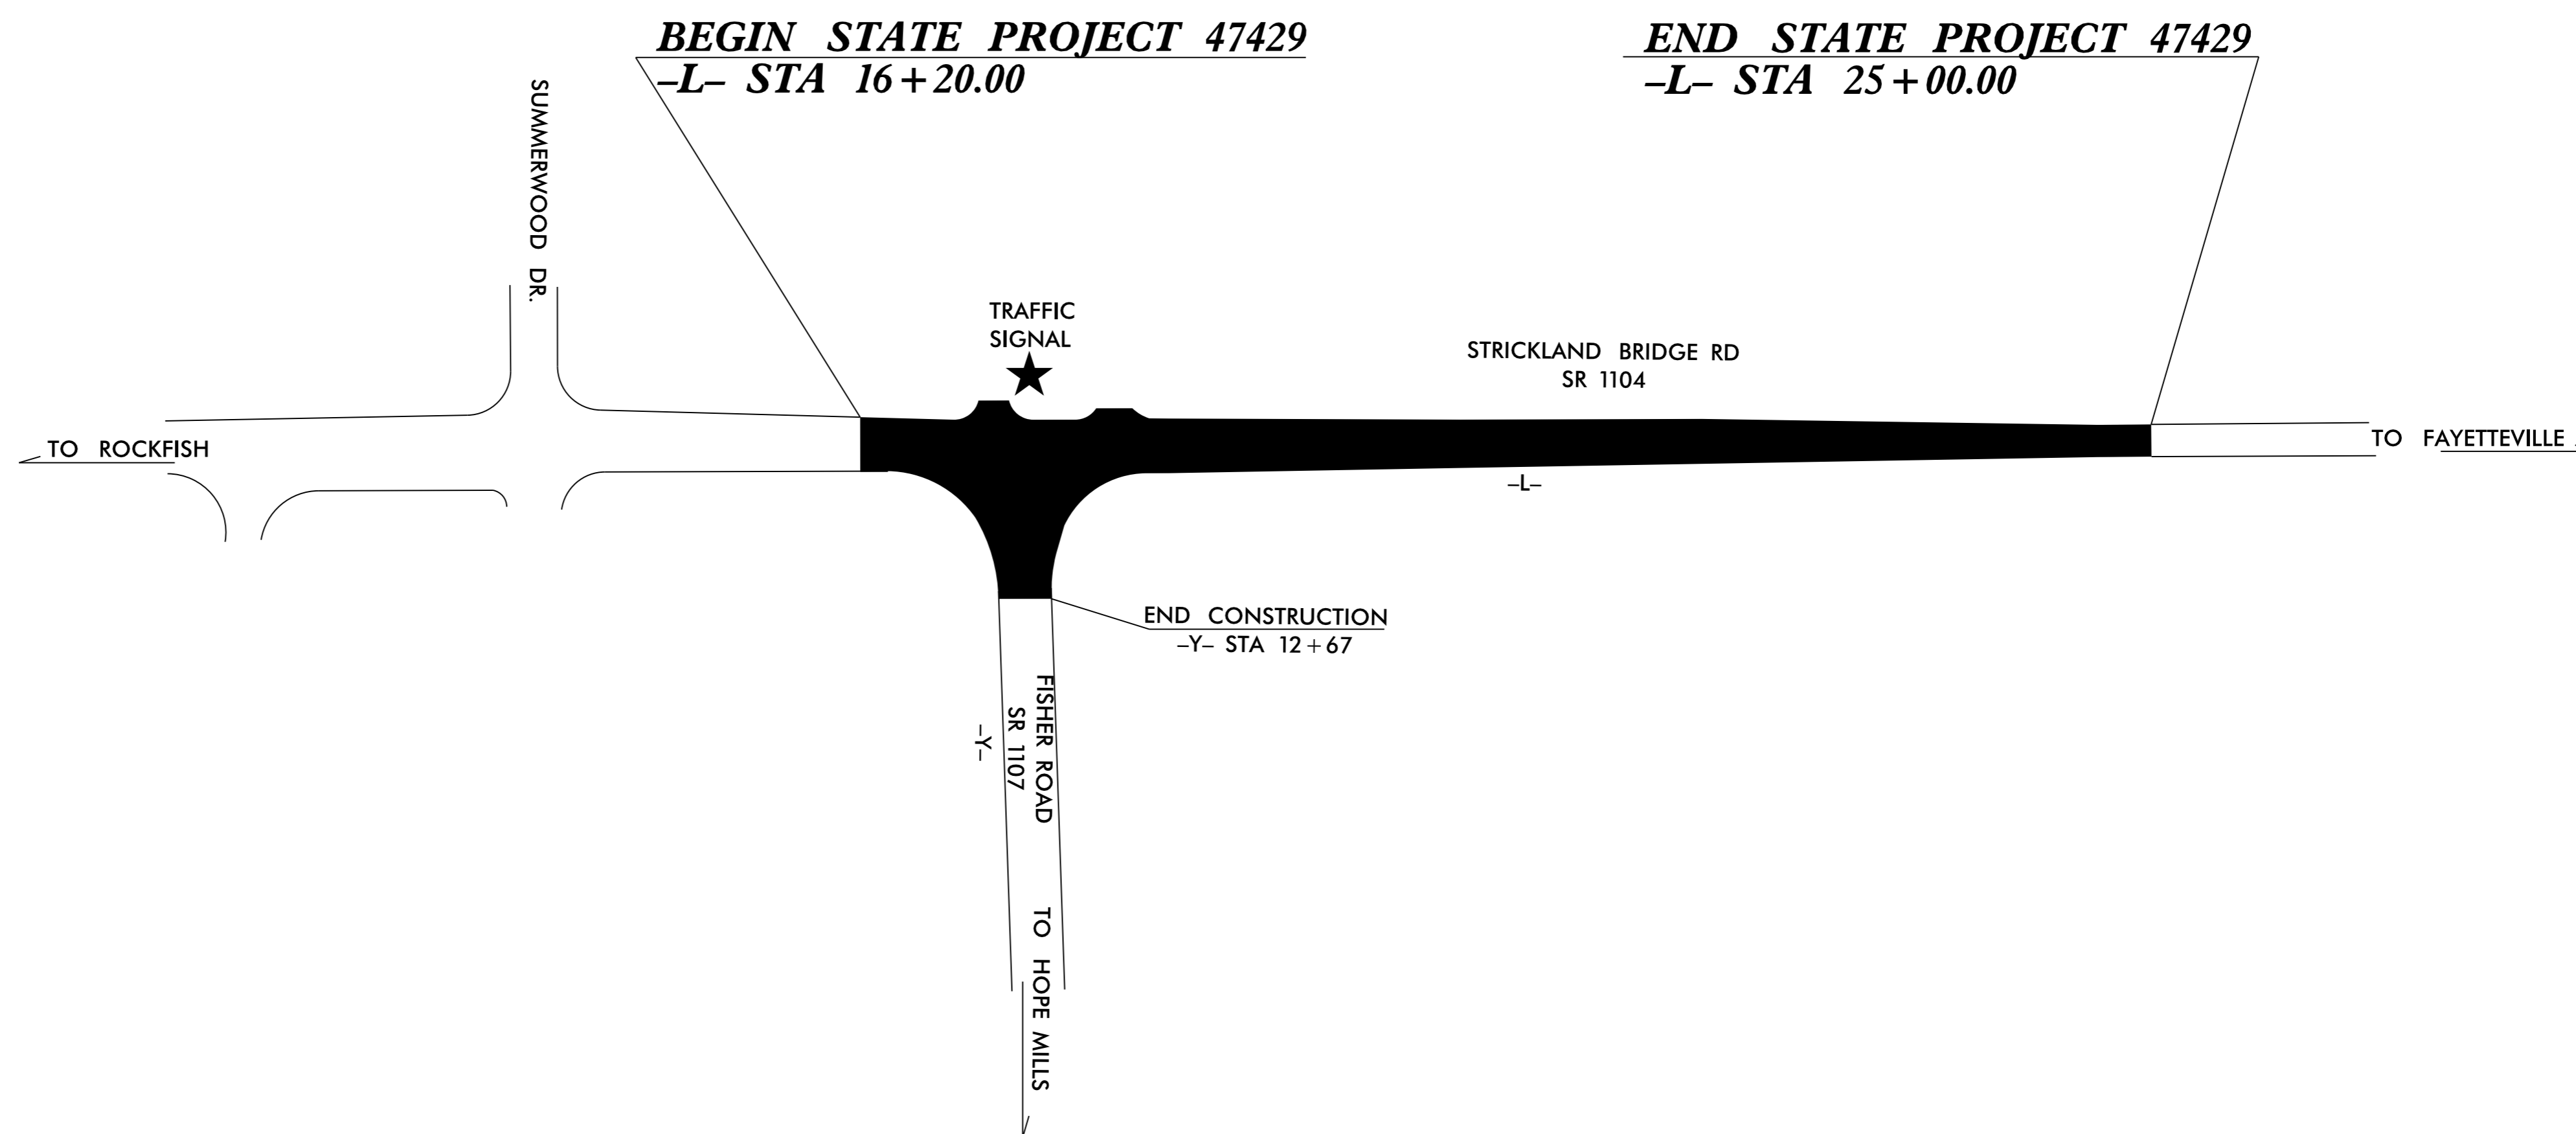 BEGIN STATE PROJECT 47429
–L– STA 16+20.00
END STATE PROJECT 47429
–L– STA 25+00.00
SUMMERWOOD DR.
TRAFFIC
SIGNAL
STRICKLAND BRIDGE RD
SR 1104
TO ROCKFISH
TO FAYETTEVILLE
–L–
END CONSTRUCTION
–Y– STA 12+67
FISHER ROAD
SR 1107
–Y–
TO HOPE MILLS